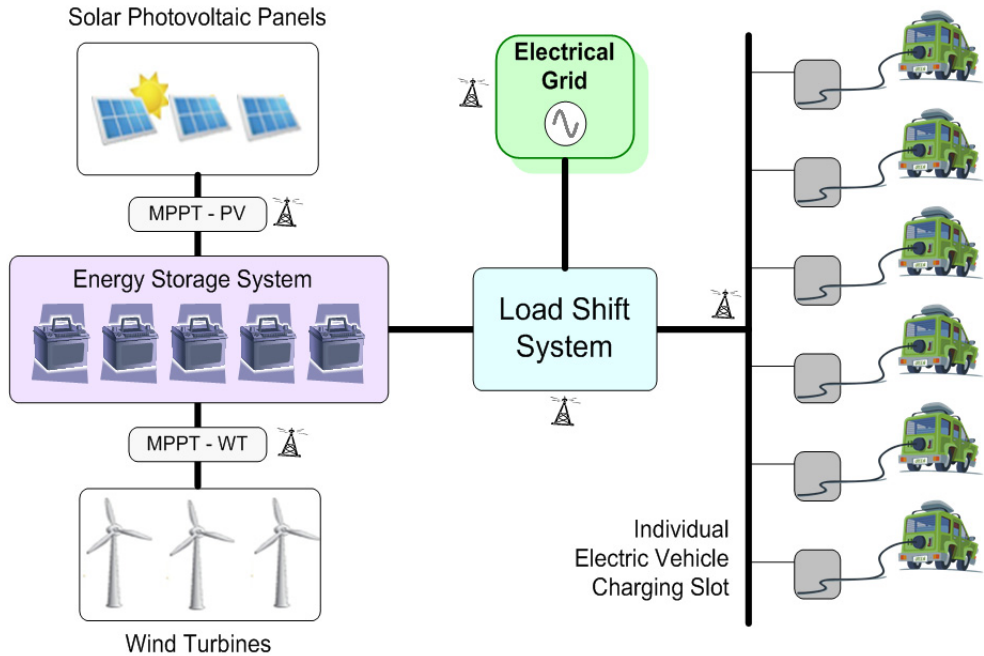 Solar Photovoltaic Panels
Electrical
Grid
MPPT - PV
Energy Storage System
Load Shift
System
MPPT - WT
Individual
Electric Vehicle
Charging Slot
Wind Turbines